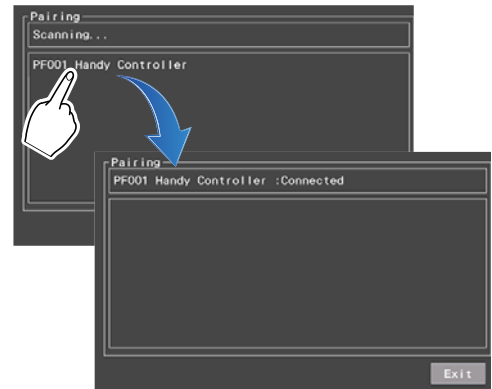 Pairing
Scanning...
PF001 Handy Controller
Pairing
PF001 Handy Controller :Connected
Exit